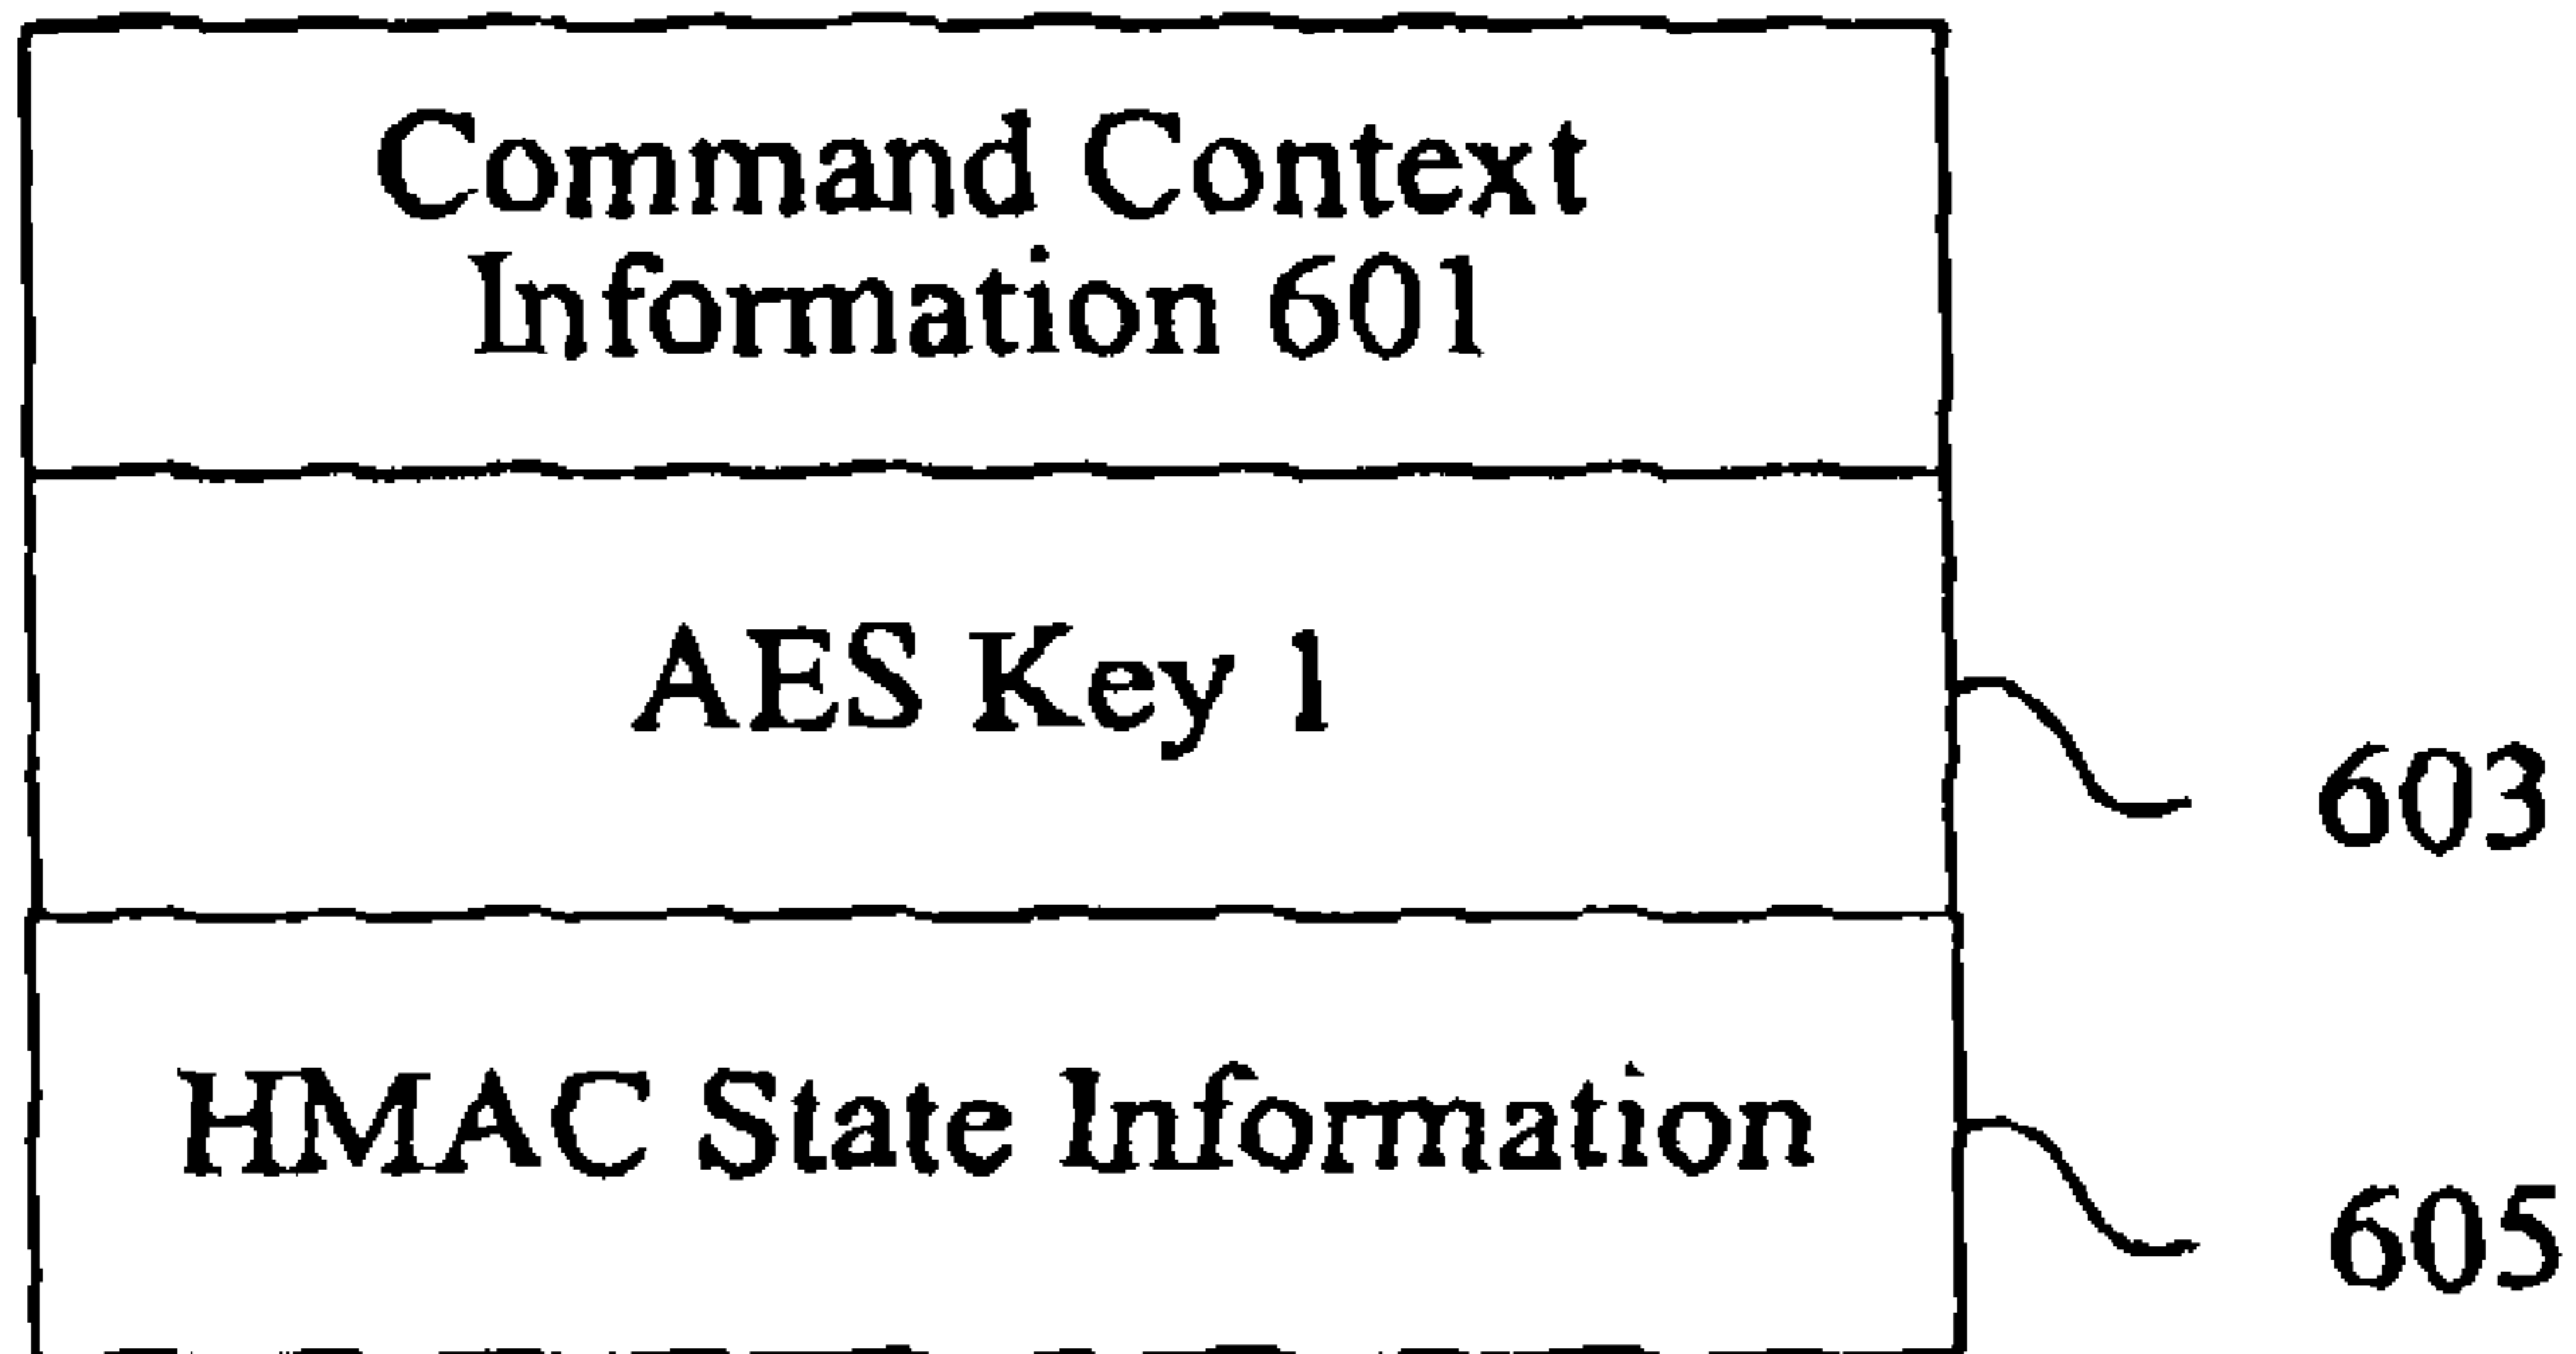 Command Context
Information 601
AES Key 1
603
HMAC State Information
605